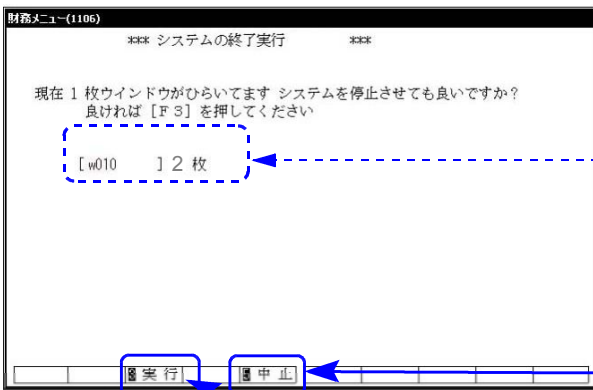 財務メニュー(1106)
*** システムの終了実行 ***
現在 1 枚ウインドウがひらいてます システムを停止させても良いですか?
良ければ [F3] を押してください
[ w010 ] 2 枚
実 行 中 止